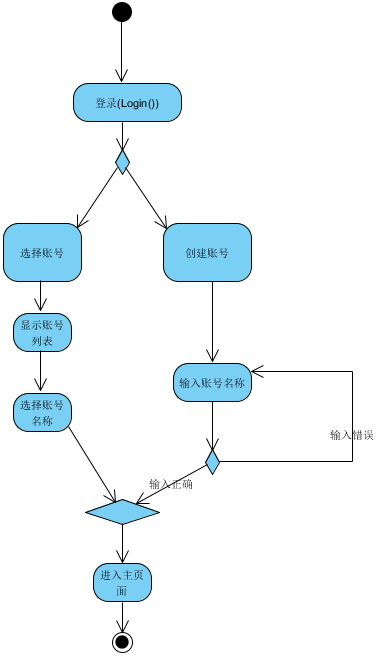 登录(Login())
选择账号
创建账号
显示账号
列表
输入账号名称
选择账号
名称
输入错误
输入正确
进入主页
面